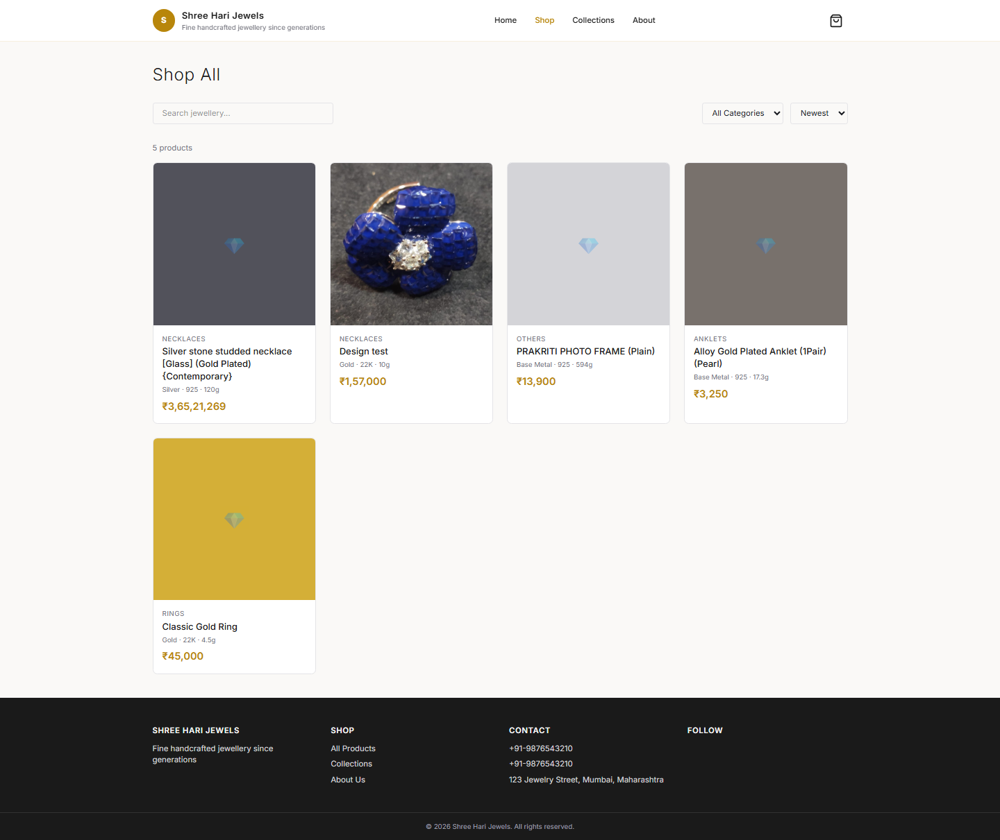 S
Shree Hari Jewels
Fine handcrafted jewellery since generations
Home
Shop
Collections
About
Shop All
Search jewellery...
All Categories
Newest
5 products
NECKLACES
Silver stone studded necklace
[Glass] (Gold Plated)
{Contemporary}
Silver · 925 · 120g
₹3,65,21,269
NECKLACES
Design test
Gold · 22K · 10g
₹1,57,000
OTHERS
PRAKRITI PHOTO FRAME (Plain)
Base Metal · 925 · 594g
₹13,900
ANKLETS
Alloy Gold Plated Anklet (1Pair)
(Pearl)
Base Metal · 925 · 17.3g
₹3,250
RINGS
Classic Gold Ring
Gold · 22K · 4.5g
₹45,000
SHREE HARI JEWELS
Fine handcrafted jewellery since
generations
SHOP
All Products
Collections
About Us
CONTACT
+91-9876543210
+91-9876543210
123 Jewelry Street, Mumbai, Maharashtra
FOLLOW
© 2026 Shree Hari Jewels. All rights reserved.